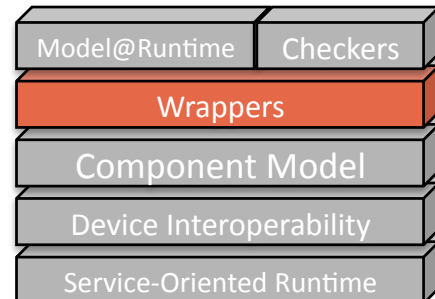 Model@Runtime Checkers
Wrappers
Component Model
Device Interoperability
Service-Oriented Runtime